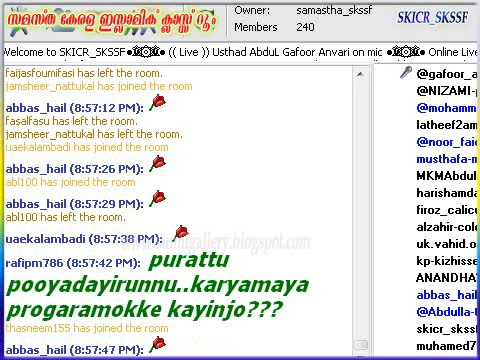 സമസ്ത കേരള ഇസ്ലാമിക് ക്ലാസ്സ് റൂം
Owner: samastha_skssf
Members 240
SKICR_SKSSF
Welcome to SKICR_SKSSF (( Live )) Usthad AbduL Gafoor Anvari on mic Online Live
faijasfoumifasi has left the room.
jamsheer_nattukal has joined the room
abbas_hail (8:57:12 PM):
fasalfasu has left the room.
jamsheer_nattukal has left the room.
uaekalambadi has joined the room
abbas_hail (8:57:26 PM):
abl100 has joined the room
abbas_hail (8:57:29 PM):
abl100 has left the room.
uaekalambadi (8:57:38 PM):
rafipm786 (8:57:42 PM): purattu
pooyadayirunnu..karyamaya
progaramokke kayinjo???
thasneem155 has joined the room
abbas_hail (8:57:47 PM):
@gafoor_a
@NIZAMI-
@mohamm
latheef2am
@noor_faic
musthafa-m
MKMAbdul
harishamda
firoz_calic
alzahir-colo
uk.vahid.o
kp-kizhisse
ANANDHAY
abbas_hail
@Abdulla-
skicr_skssf
muhamed7